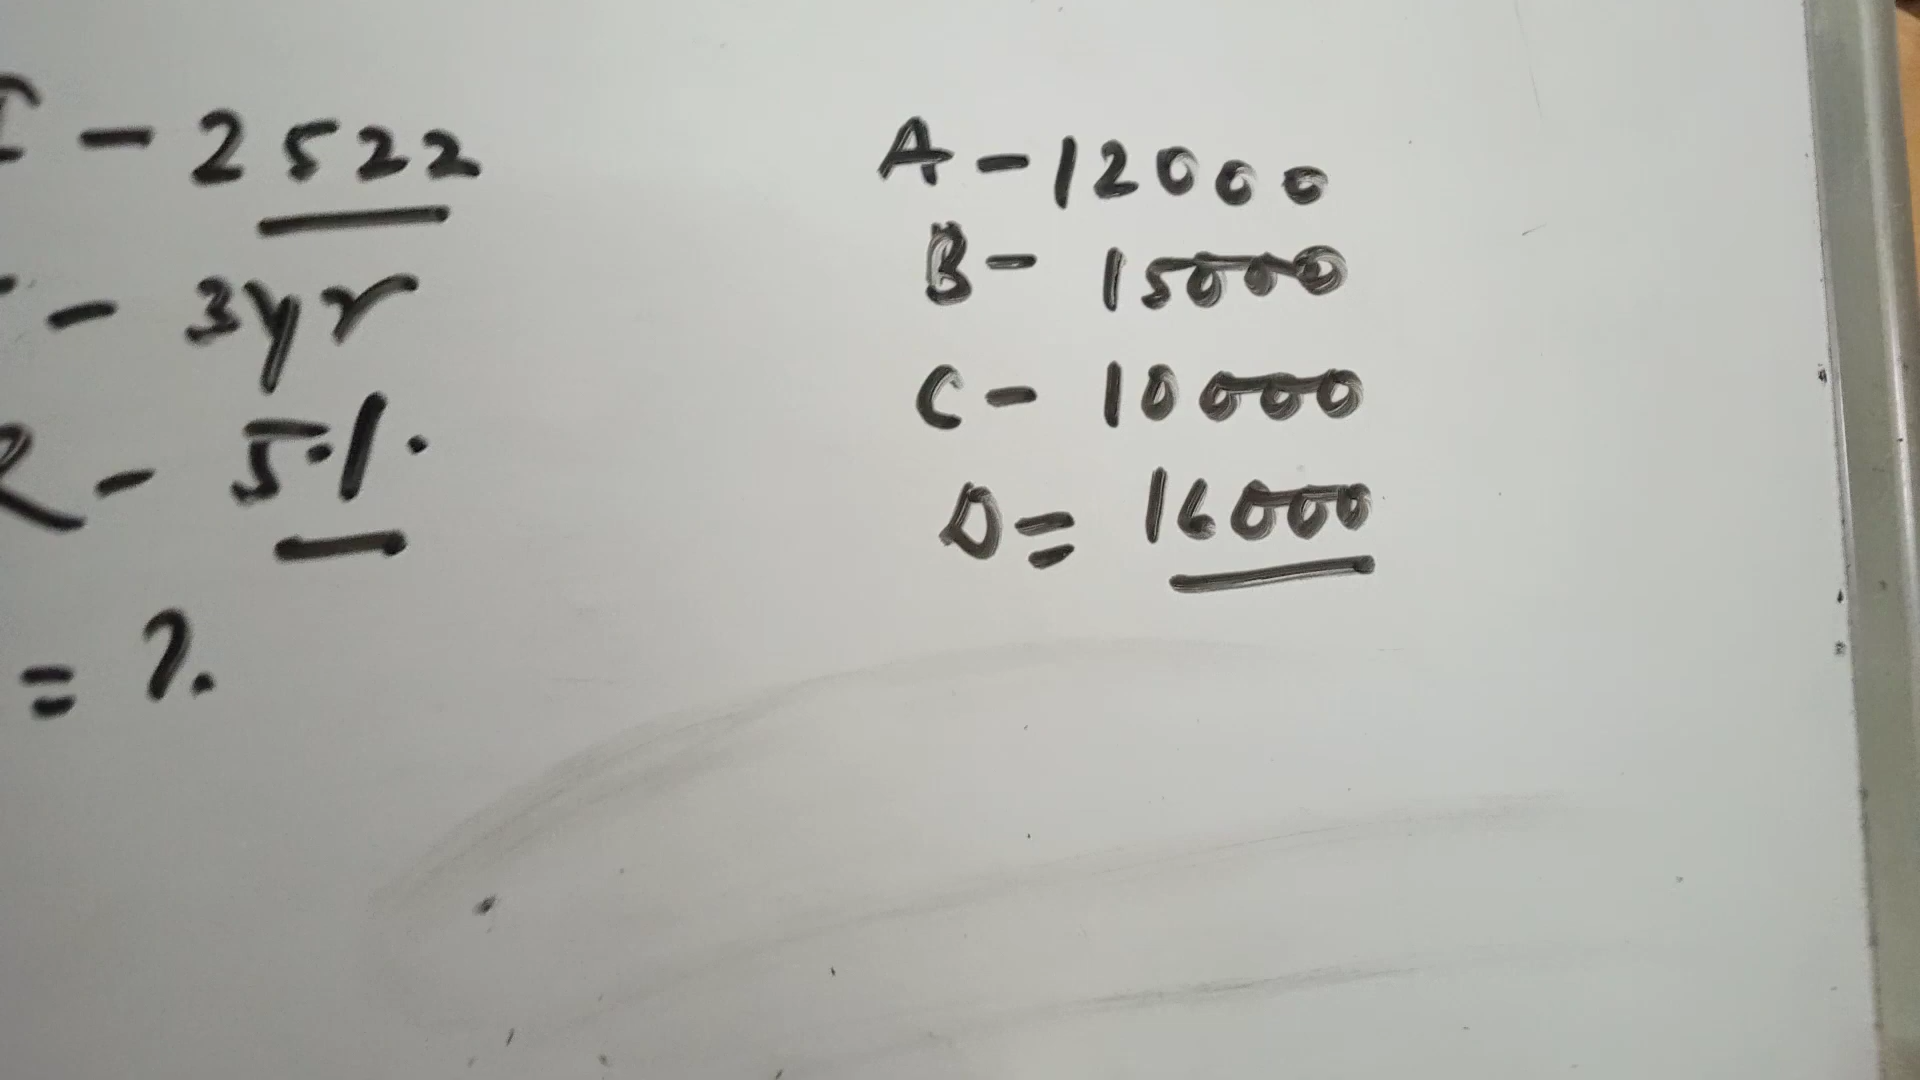 I - 2522
- 3yr
R - 5%.
= ?.
A - 12000
B - 15000
C - 10000
D = 16000